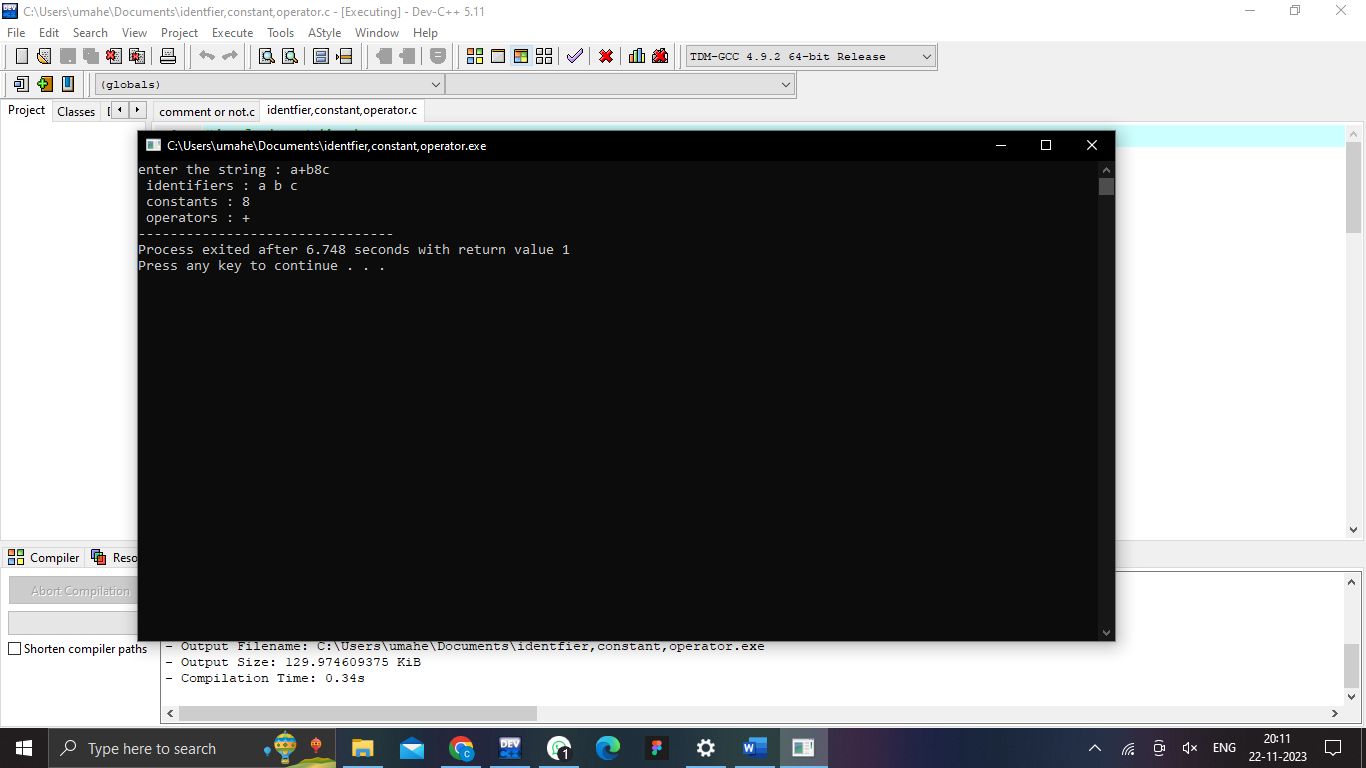 C:\Users\umahe\Documents\identfier,constant,operator.c - [Executing] - Dev-C++ 5.11
File Edit Search View Project Execute Tools AStyle Window Help
TDM-GCC 4.9.2 64-bit Release
(globals)
Project Classes comment or not.c identfier,constant,operator.c
C:\Users\umahe\Documents\identfier,constant,operator.exe
enter the string : a+b8c
identifiers : a b c
constants : 8
operators : +
--------------------------------
Process exited after 6.748 seconds with return value 1
Press any key to continue . . .
Compiler Reso
Abort Compilation
Shorten compiler paths
- Output Filename: C:\Users\umahe\Documents\identfier,constant,operator.exe
- Output Size: 129.974609375 KiB
- Compilation Time: 0.34s
Type here to search
DEV
C
1
W
ENG
20:11
22-11-2023